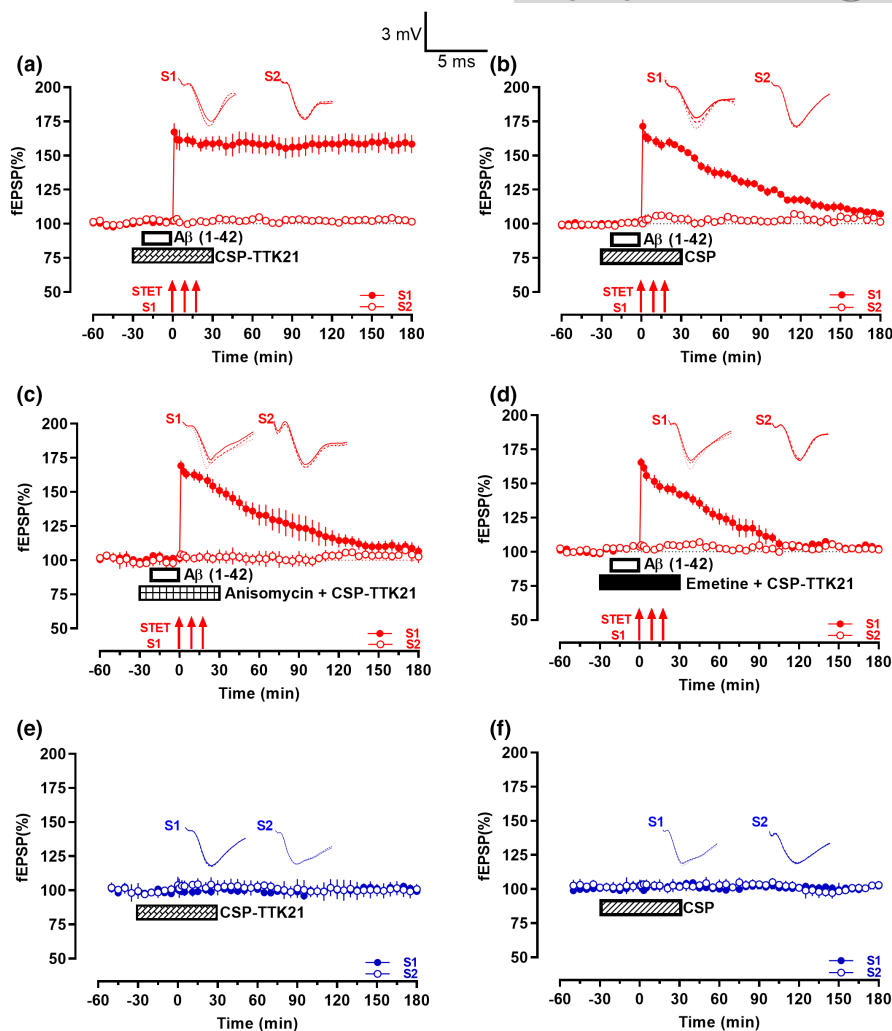 3 mV
5 ms
(a)
S1
S2
200
175
150
125
100
75
50
fEPSP(%)
Aβ (1-42)
CSP-TTK21
STET
S1
S1
S2
-60 -30 0 30 60 90 120 150 180
Time (min)
(b)
S1
S2
200
175
150
125
100
75
50
fEPSP(%)
Aβ (1-42)
CSP
STET
S1
S1
S2
-60 -30 0 30 60 90 120 150 180
Time (min)
(c)
S1
S2
200
175
150
125
100
75
50
fEPSP(%)
Aβ (1-42)
Anisomycin + CSP-TTK21
STET
S1
S1
S2
-60 -30 0 30 60 90 120 150 180
Time (min)
(d)
S1
S2
200
175
150
125
100
75
50
fEPSP(%)
Aβ (1-42)
Emetine + CSP-TTK21
STET
S1
S1
S2
-60 -30 0 30 60 90 120 150 180
Time (min)
(e)
S1
S2
200
175
150
125
100
75
50
fEPSP(%)
CSP-TTK21
S1
S2
-60 -30 0 30 60 90 120 150 180
Time (min)
(f)
S1
S2
200
175
150
125
100
75
50
fEPSP(%)
CSP
S1
S2
-60 -30 0 30 60 90 120 150 180
Time (min)